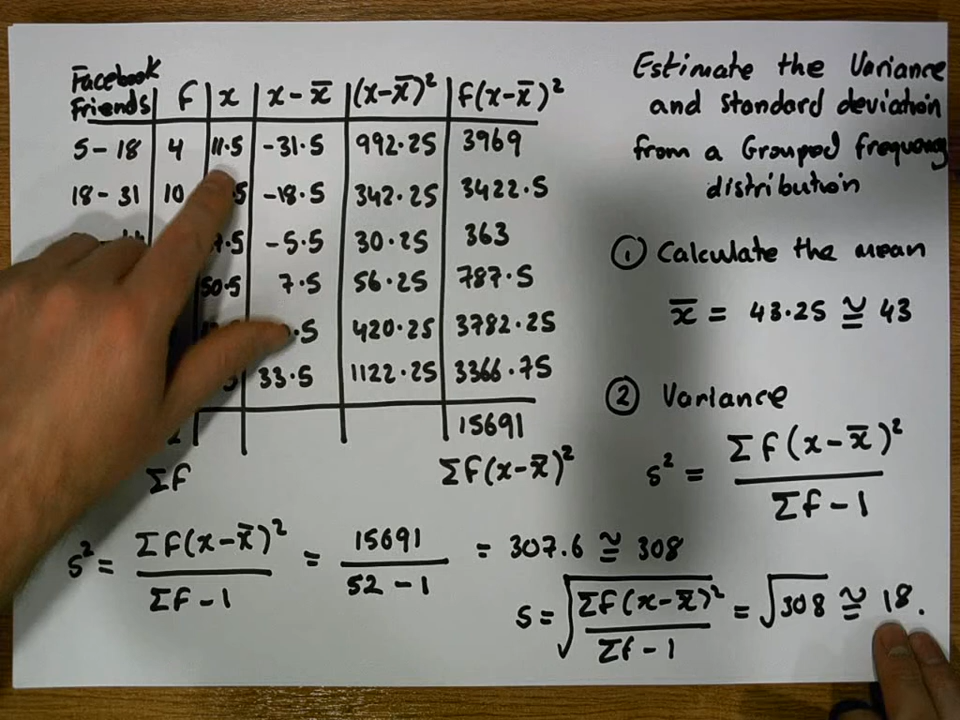 Facebook Friends | F | x | x - x̄ | (x-x̄)² | F(x-x̄)²
5-18 | 4 | 11.5 | -31.5 | 992.25 | 3969
18-31 | 10 | -18.5 | 342.25 | 3422.5
-5.5 | 30.25 | 363
50.5 | 7.5 | 56.25 | 787.5
420.25 | 3782.25
33.5 | 1122.25 | 3366.75
15691
ΣF ΣF(x-x̄)²
s² = ΣF(x-x̄)² / ΣF-1 = 15691 / 52-1 = 307.6 ≅ 308
s = √(ΣF(x-x̄)² / ΣF-1) = √308 ≅ 18.
Estimate the Variance
and standard deviation
from a Grouped frequency
distribution
① Calculate the mean
x̄ = 43.25 ≅ 43
② Variance
s² = ΣF(x-x̄)² / ΣF-1